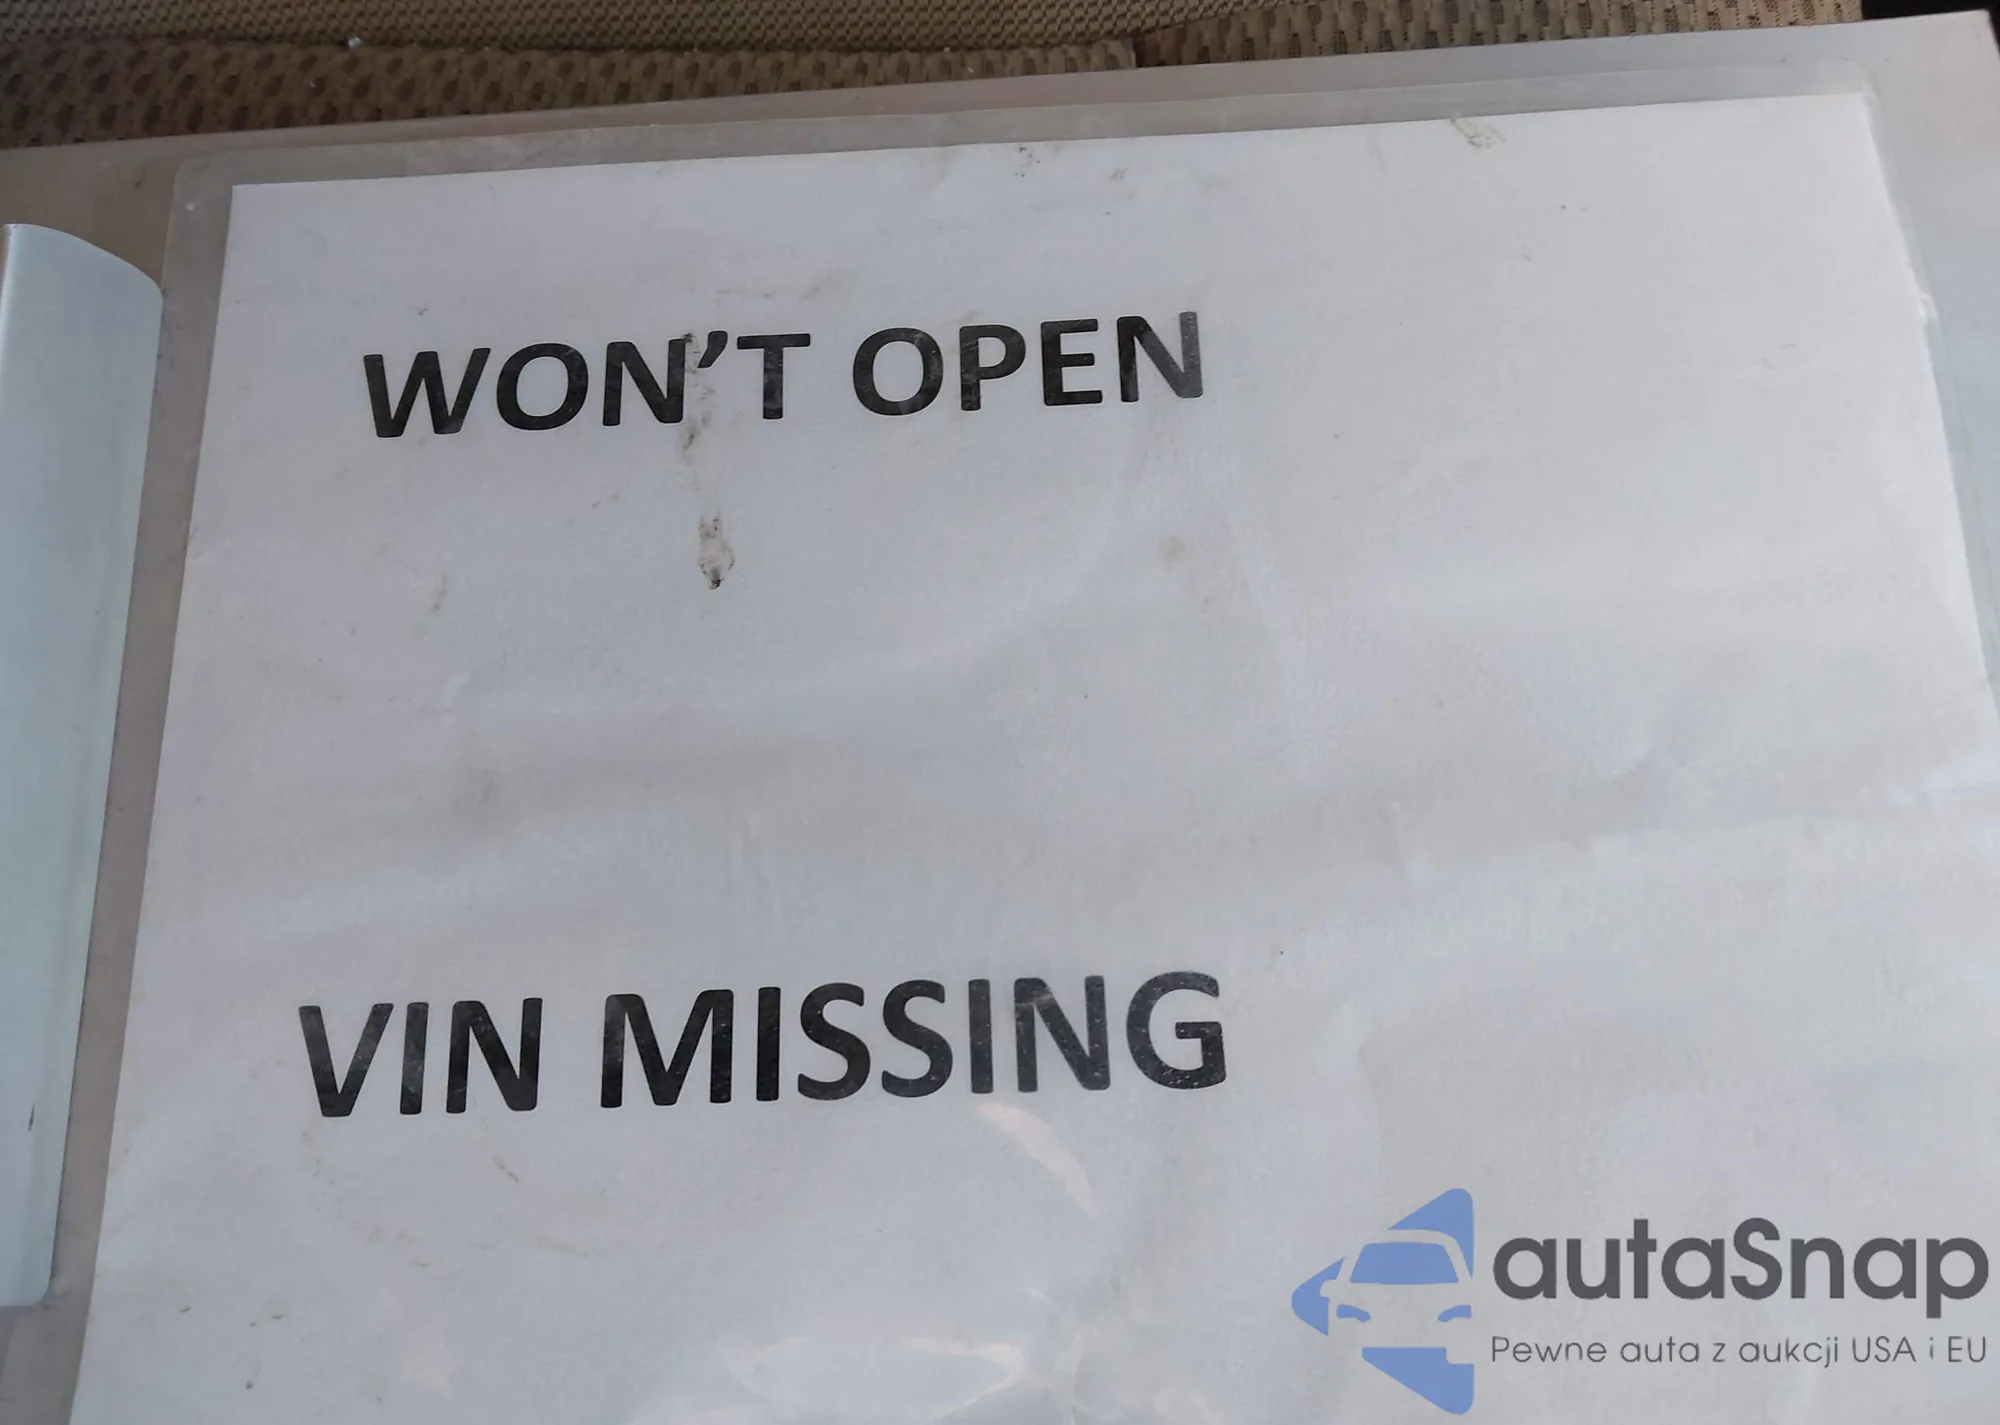 WON'T OPEN
VIN MISSING
autaSnap
Pewne auta z aukcji USA i EU